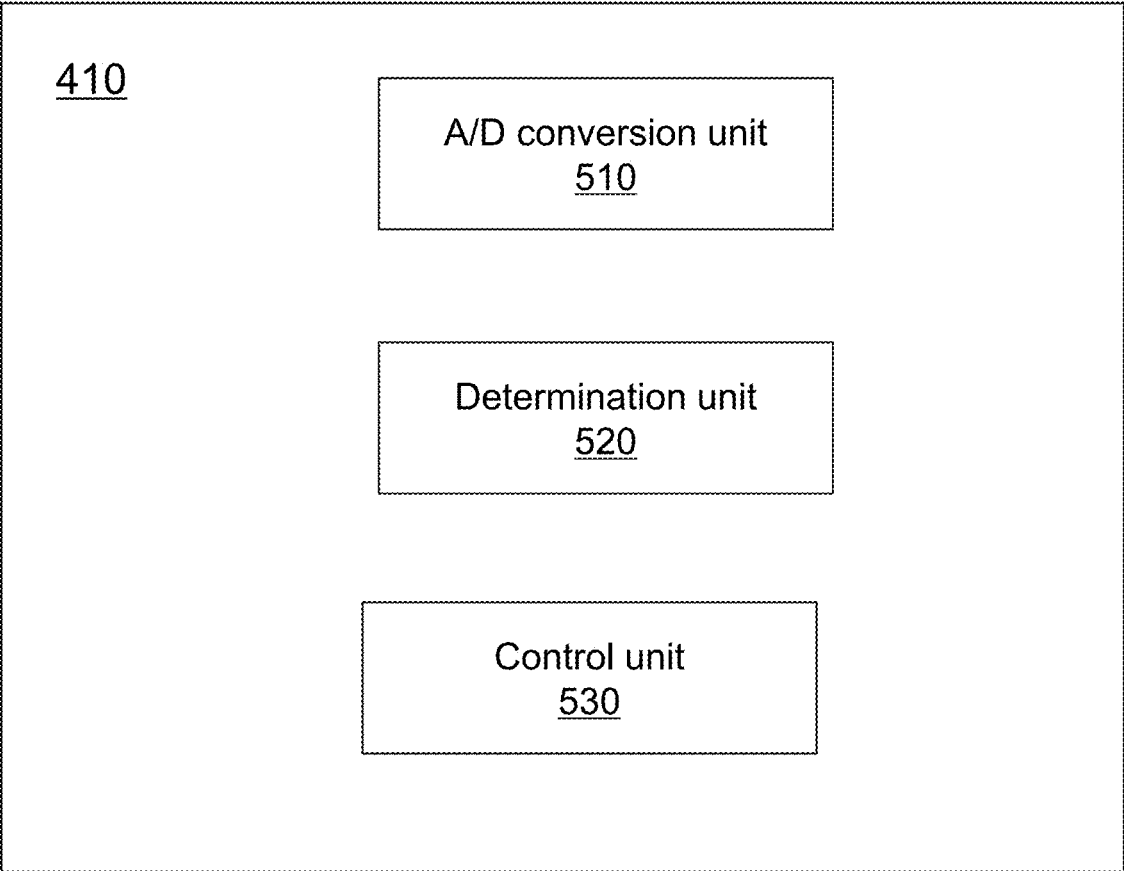 410
A/D conversion unit
510
Determination unit
520
Control unit
530